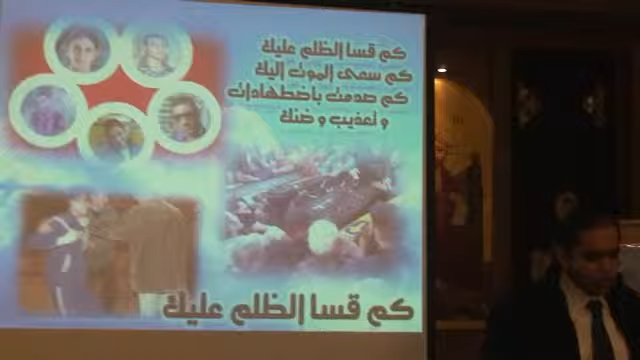 كم قسا الظلم عليك
كم سعى الموت إليك
كم صدمت باضطهادات
و تعذيب و ضنك
كم قسا الظلم عليك